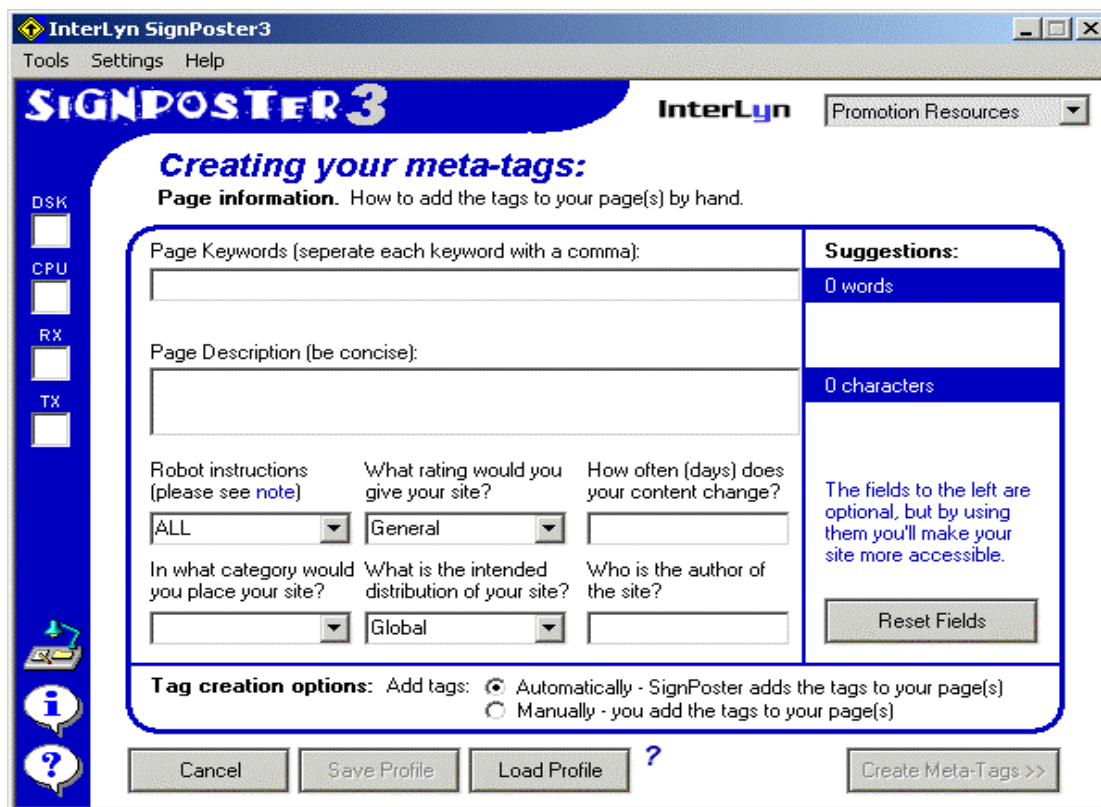 InterLyn SignPoster3
Tools Settings Help
SIGNPOSTER 3
InterLyn
Promotion Resources
Creating your meta-tags:
Page information. How to add the tags to your page(s) by hand.
DSK
CPU
RX
TX
Page Keywords (seperate each keyword with a comma):
Suggestions:
0 words
Page Description (be concise):
0 characters
Robot instructions
(please see note)
ALL
What rating would you
give your site?
General
How often (days) does
your content change?
In what category would
you place your site?
What is the intended
distribution of your site?
Global
Who is the author of
the site?
The fields to the left are
optional, but by using
them you'll make your
site more accessible.
Reset Fields
Tag creation options: Add tags: Automatically - SignPoster adds the tags to your page(s)
Manually - you add the tags to your page(s)
Cancel
Save Profile
Load Profile
?
Create Meta-Tags >>
i
?